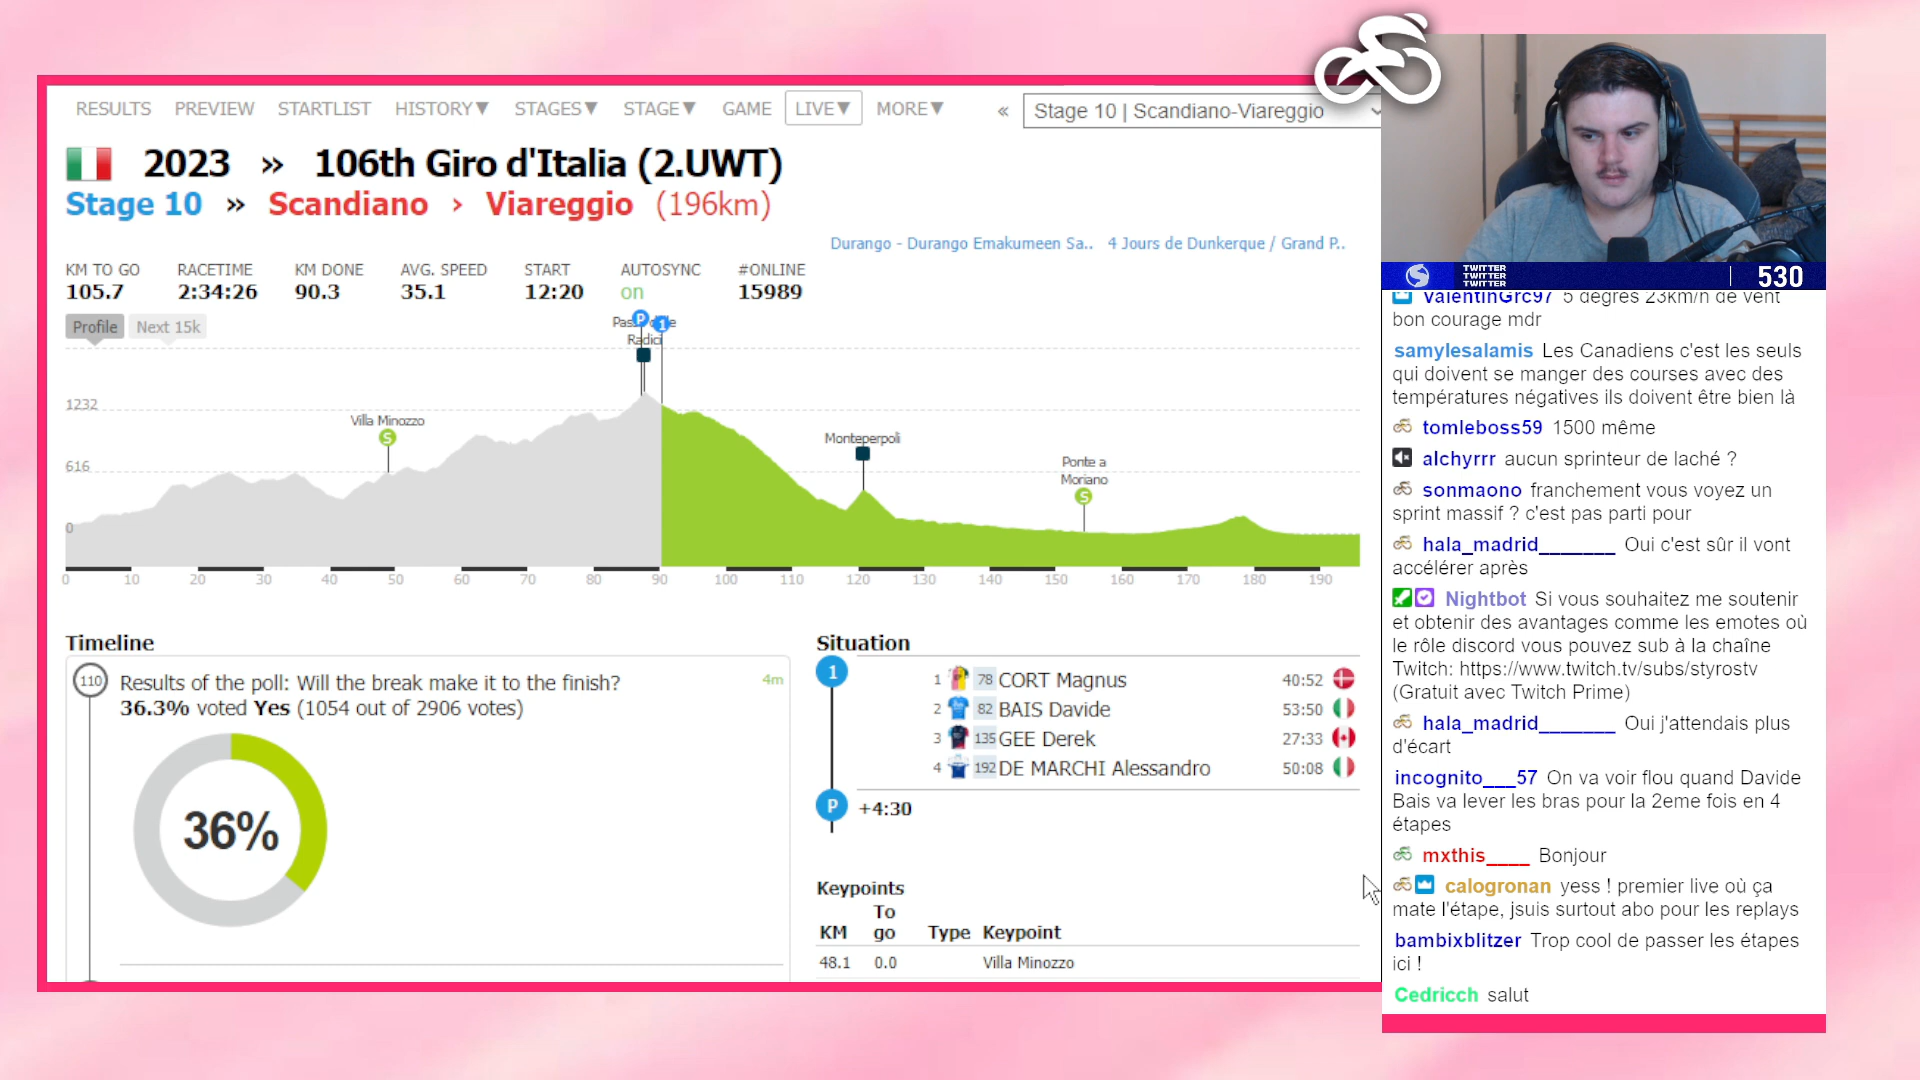 RESULTS PREVIEW STARTLIST HISTORY▼ STAGES▼ STAGE▼ GAME LIVE▼ MORE▼ « Stage 10 | Scandiano-Viareggio
2023 » 106th Giro d'Italia (2.UWT)
Stage 10 » Scandiano › Viareggio (196km)
Durango - Durango Emakumeen Sa.. 4 Jours de Dunkerque / Grand P..
KM TO GO RACETIME KM DONE AVG. SPEED START AUTOSYNC #ONLINE
105.7 2:34:26 90.3 35.1 12:20 on 15989
Profile Next 15k
P 1
Radici
1232
Villa Minozzo
S
Monteperpoli
616
Ponte a
Moriano
S
0
0 10 20 30 40 50 60 70 80 90 100 110 120 130 140 150 160 170 180 190
Timeline
110 Results of the poll: Will the break make it to the finish? 4m
36.3% voted Yes (1054 out of 2906 votes)
36%
Situation
1
1 78 CORT Magnus 40:52
2 82 BAIS Davide 53:50
3 135 GEE Derek 27:33
4 192 DE MARCHI Alessandro 50:08
P +4:30
Keypoints
To
KM go Type Keypoint
48.1 0.0 Villa Minozzo
TWITTER
TWITTER
TWITTER
530
ValentinGrc97 5 degrés 23km/h de vent
bon courage mdr
samylesalamis Les Canadiens c'est les seuls
qui doivent se manger des courses avec des
températures négatives ils doivent être bien là
tomleboss59 1500 même
alchyrrr aucun sprinteur de laché ?
sonmaono franchement vous voyez un
sprint massif ? c'est pas parti pour
hala_madrid_______ Oui c'est sûr il vont
accélérer après
Nightbot Si vous souhaitez me soutenir
et obtenir des avantages comme les emotes où
le rôle discord vous pouvez sub à la chaîne
Twitch: https://www.twitch.tv/subs/styrostv
(Gratuit avec Twitch Prime)
hala_madrid_______ Oui j'attendais plus
d'écart
incognito___57 On va voir flou quand Davide
Bais va lever les bras pour la 2eme fois en 4
étapes
mxthis____ Bonjour
calogronan yess ! premier live où ça
mate l'étape, jsuis surtout abo pour les replays
bambixblitzer Trop cool de passer les étapes
ici !
Cedricch salut